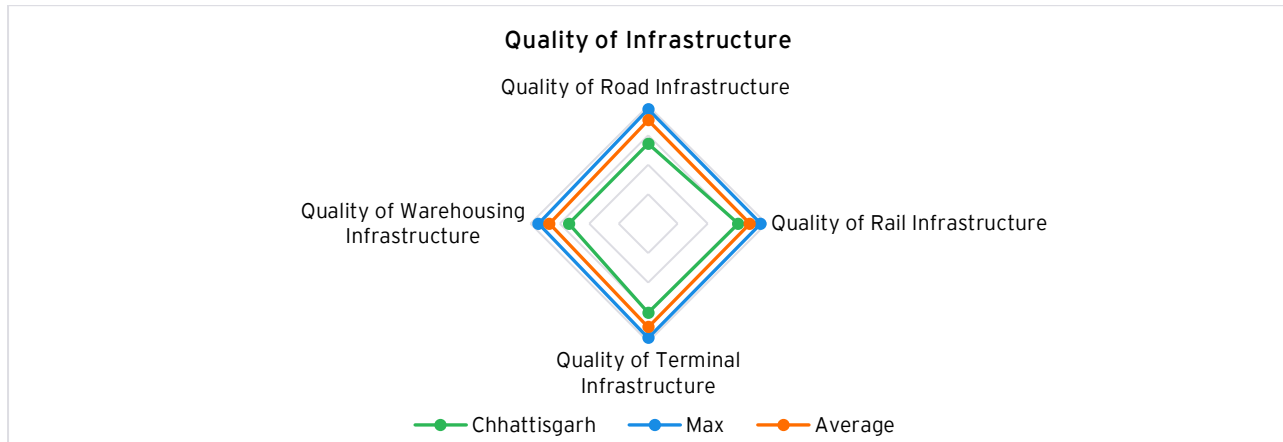 Quality of Infrastructure
Quality of Road Infrastructure
Quality of Warehousing
Infrastructure
Quality of Rail Infrastructure
Quality of Terminal
Infrastructure
Chhattisgarh
Max
Average